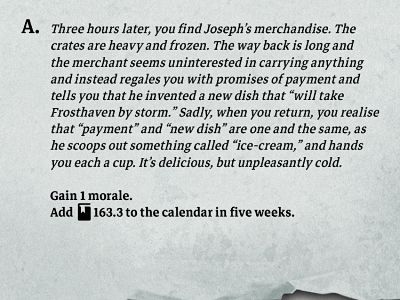 A. Three hours later, you find Joseph's merchandise. The
crates are heavy and frozen. The way back is long and
the merchant seems uninterested in carrying anything
and instead regales you with promises of payment and
tells you that he invented a new dish that “will take
Frosthaven by storm.” Sadly, when you return, you realise
that “payment” and “new dish” are one and the same, as
he scoops out something called “ice-cream,” and hands
you each a cup. It's delicious, but unpleasantly cold.
Gain 1 morale.
Add 163.3 to the calendar in five weeks.